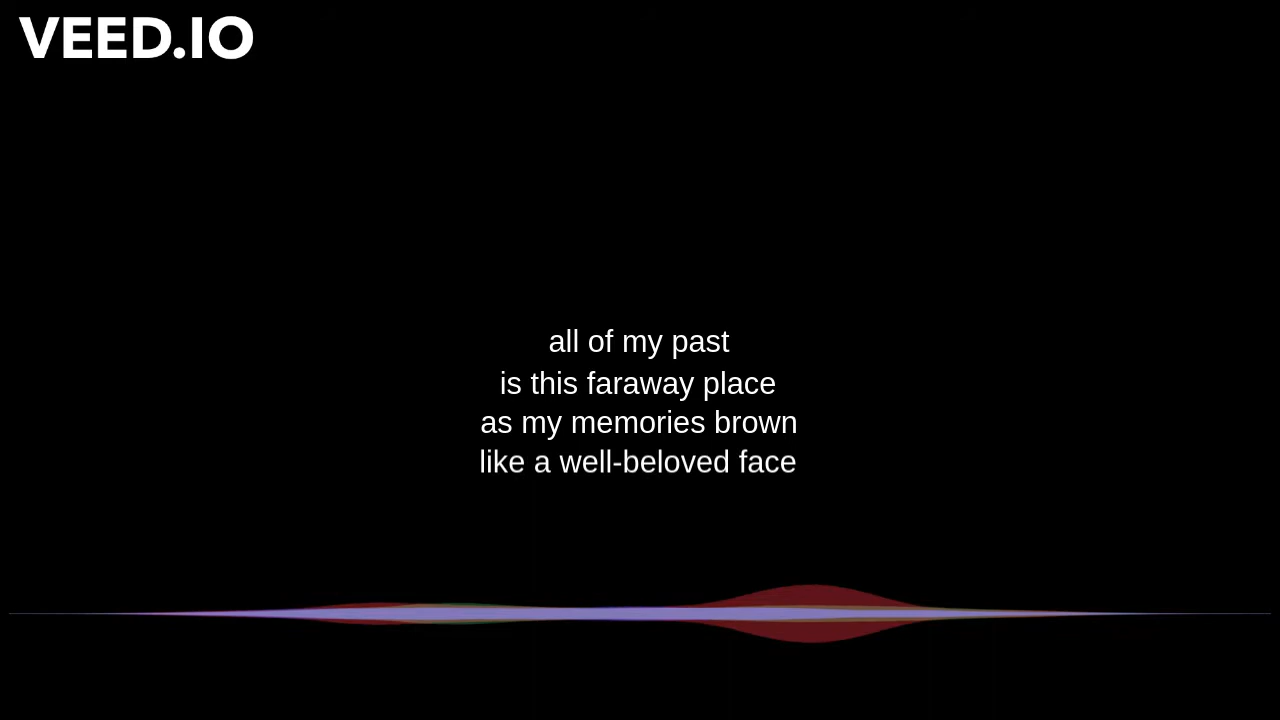 VEED.IO
all of my past
is this faraway place
as my memories brown
like a well-beloved face